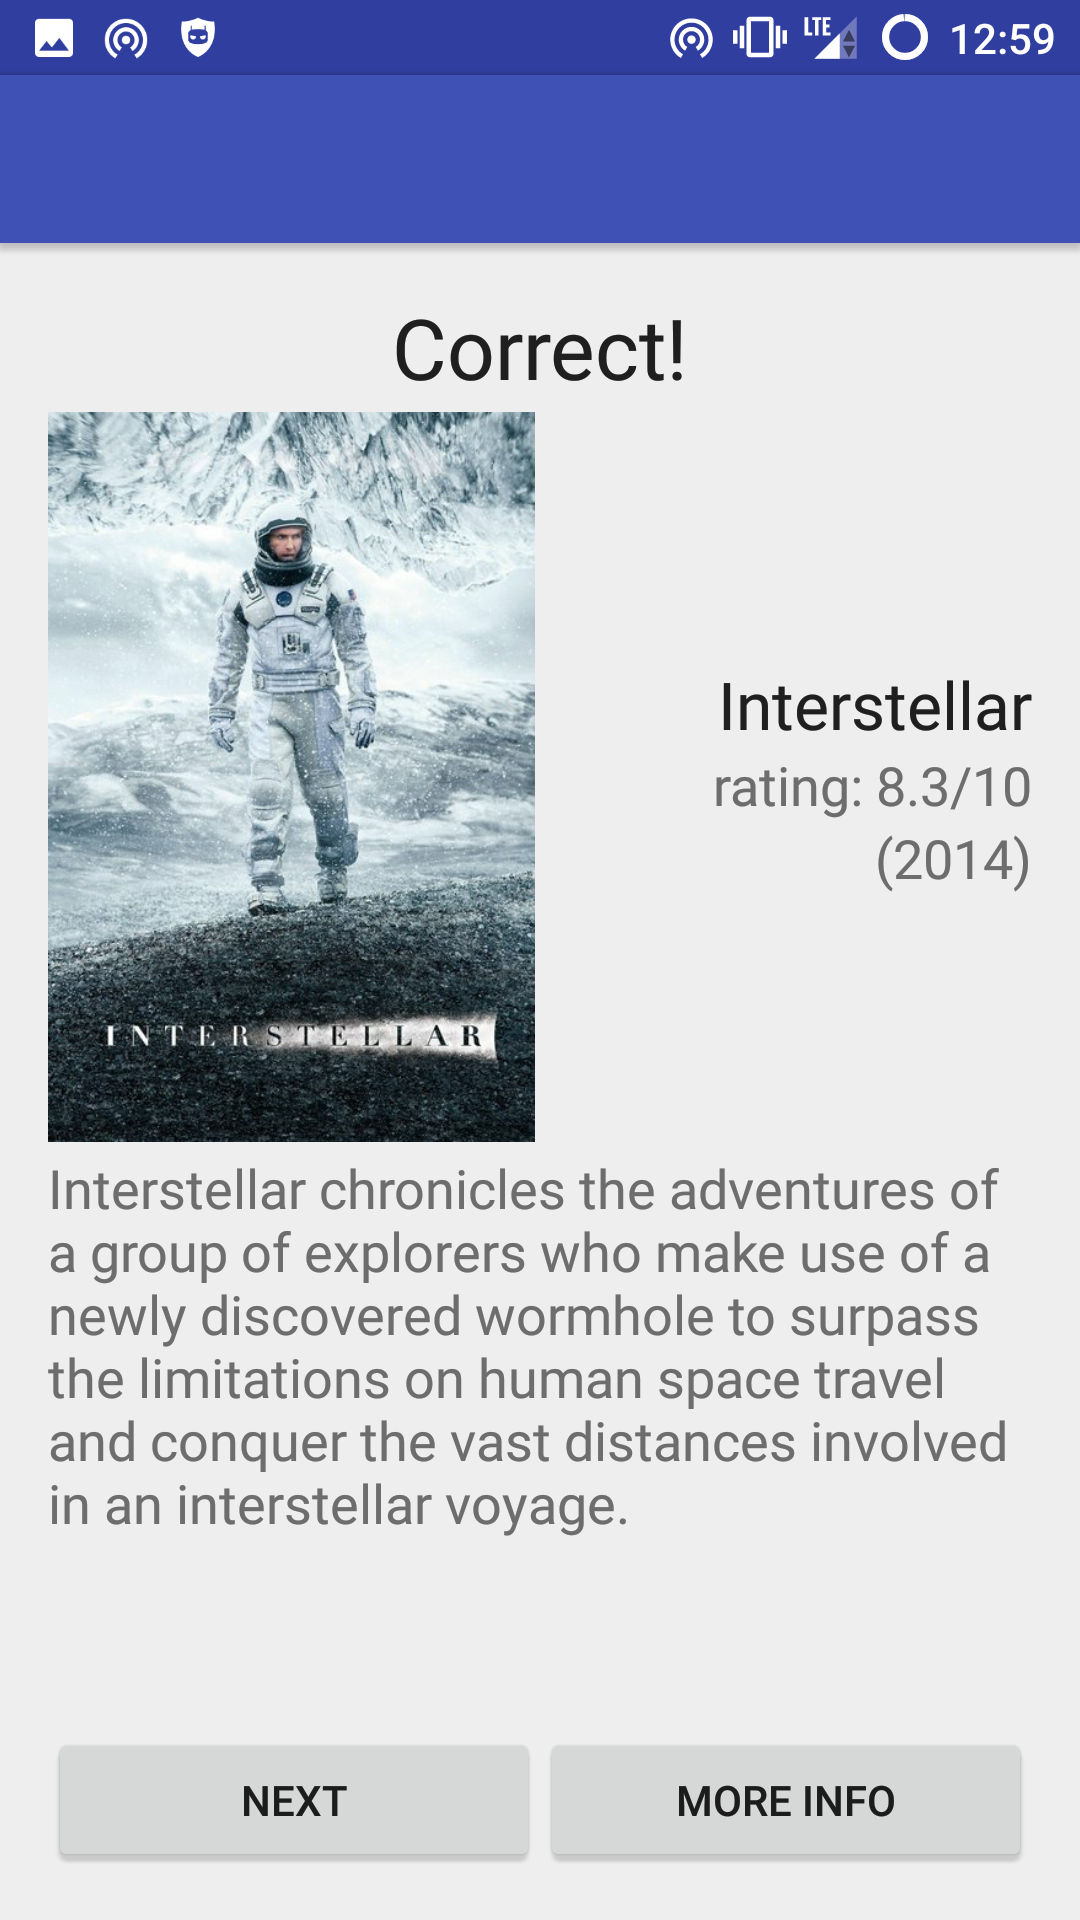 LTE 12:59
Correct!
INTERSTELLAR
Interstellar
rating: 8.3/10
(2014)
Interstellar chronicles the adventures of
a group of explorers who make use of a
newly discovered wormhole to surpass
the limitations on human space travel
and conquer the vast distances involved
in an interstellar voyage.
NEXT MORE INFO